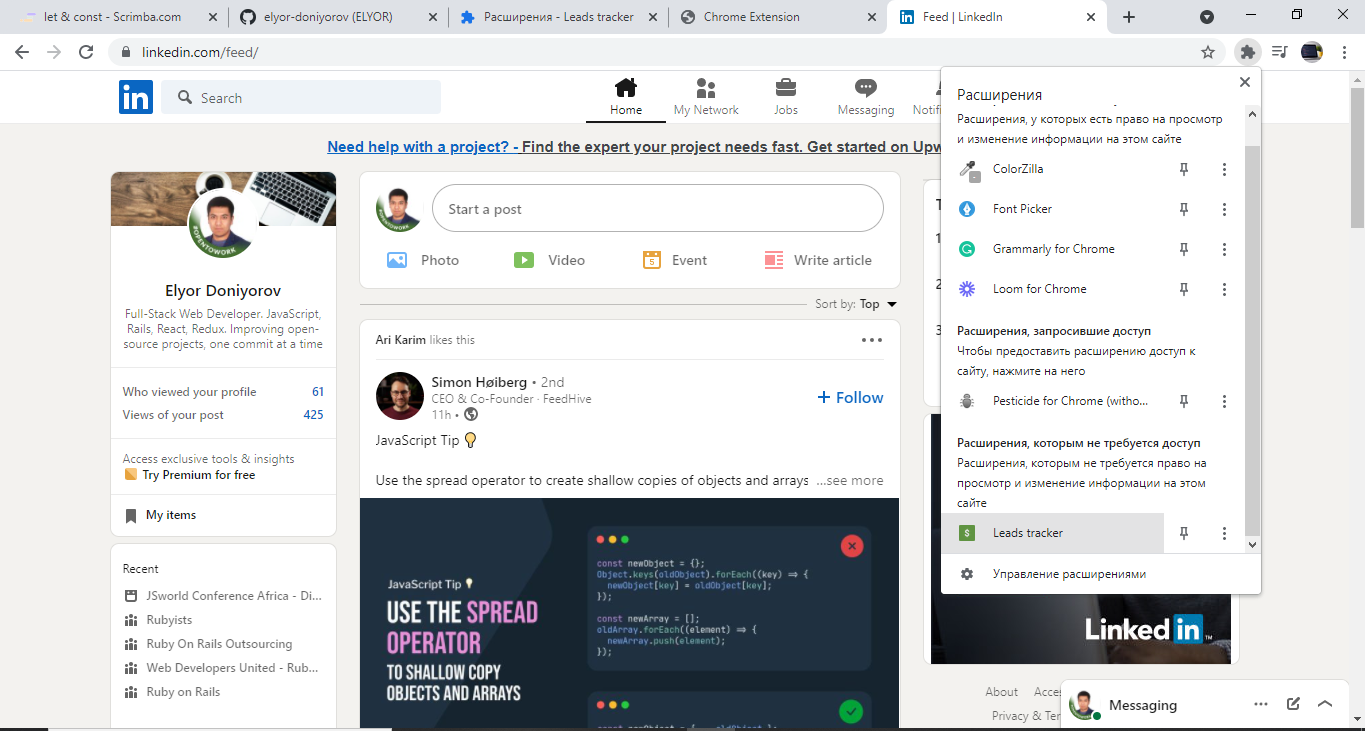 let & const - Scrimba.com
elyor-doniyorov (ELYOR)
Расширения - Leads tracker
Chrome Extension
Feed | LinkedIn
linkedin.com/feed/
in
Search
Home
My Network
Jobs
Messaging
Notifi
Need help with a project? - Find the expert your project needs fast. Get started on Upw
#OPENTOWORK
Elyor Doniyorov
Full-Stack Web Developer. JavaScript,
Rails, React, Redux. Improving open-
source projects, one commit at a time
Who viewed your profile 61
Views of your post 425
Access exclusive tools & insights
Try Premium for free
My items
Recent
JSworld Conference Africa - Di...
Rubyists
Ruby On Rails Outsourcing
Web Developers United - Rub...
Ruby on Rails
Start a post
Photo
Video
Event
Write article
Sort by: Top
Ari Karim likes this
Simon Høiberg • 2nd
CEO & Co-Founder · FeedHive
11h •
+ Follow
JavaScript Tip
Use the spread operator to create shallow copies of objects and arrays ...see more
JavaScript Tip
USE THE SPREAD
OPERATOR
TO SHALLOW COPY
OBJECTS AND ARRAYS
const newObject = {};
Object.keys(oldObject).forEach((key) => {
newObject[key] = oldObject[key];
});
const newArray = [];
oldArray.forEach((element) => {
newArray.push(element);
});
Расширения
Расширения, у которых есть право на просмотр
и изменение информации на этом сайте
ColorZilla
Font Picker
Grammarly for Chrome
Loom for Chrome
Расширения, запросившие доступ
Чтобы предоставить расширению доступ к
сайту, нажмите на него
Pesticide for Chrome (witho...
Расширения, которым не требуется доступ
Расширения, которым не требуется право на
просмотр и изменение информации на этом
сайте
Leads tracker
Управление расширениями
T
1
2
3
Linked in ™
About
Acces
Privacy & Ter
Messaging